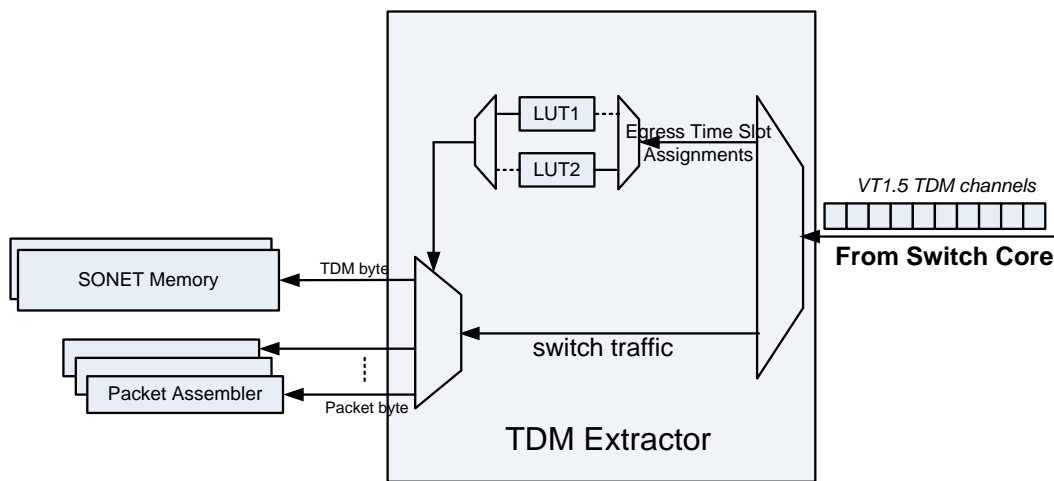 LUT1
Egress Time Slot
Assignments
LUT2
VT1.5 TDM channels
From Switch Core
TDM byte
SONET Memory
switch traffic
Packet Assembler
Packet byte
TDM Extractor